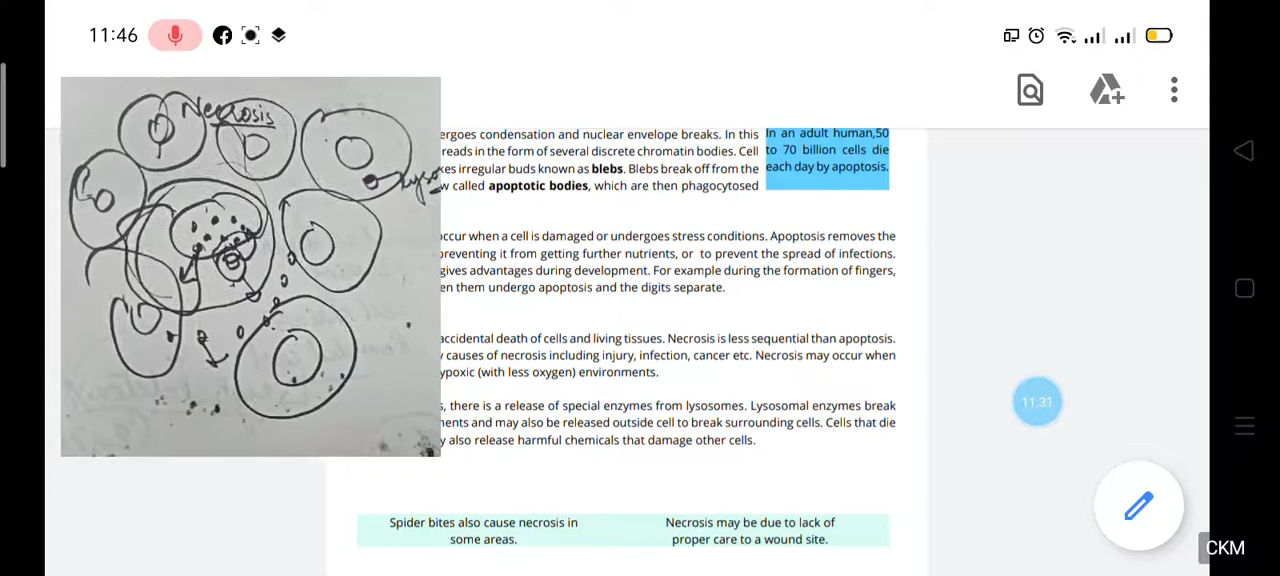 11:46
Necrosis
Lyso
ergoes condensation and nuclear envelope breaks. In this
reads in the form of several discrete chromatin bodies. Cell
es irregular buds known as blebs. Blebs break off from the
w called apoptotic bodies, which are then phagocytosed
In an adult human,50
to 70 billion cells die
each day by apoptosis.
occur when a cell is damaged or undergoes stress conditions. Apoptosis removes the
preventing it from getting further nutrients, or to prevent the spread of infections.
gives advantages during development. For example during the formation of fingers,
en them undergo apoptosis and the digits separate.
accidental death of cells and living tissues. Necrosis is less sequential than apoptosis.
y causes of necrosis including injury, infection, cancer etc. Necrosis may occur when
ypoxic (with less oxygen) environments.
s, there is a release of special enzymes from lysosomes. Lysosomal enzymes break
nents and may also be released outside cell to break surrounding cells. Cells that die
y also release harmful chemicals that damage other cells.
11:31
Spider bites also cause necrosis in
some areas.
Necrosis may be due to lack of
proper care to a wound site.
CKM